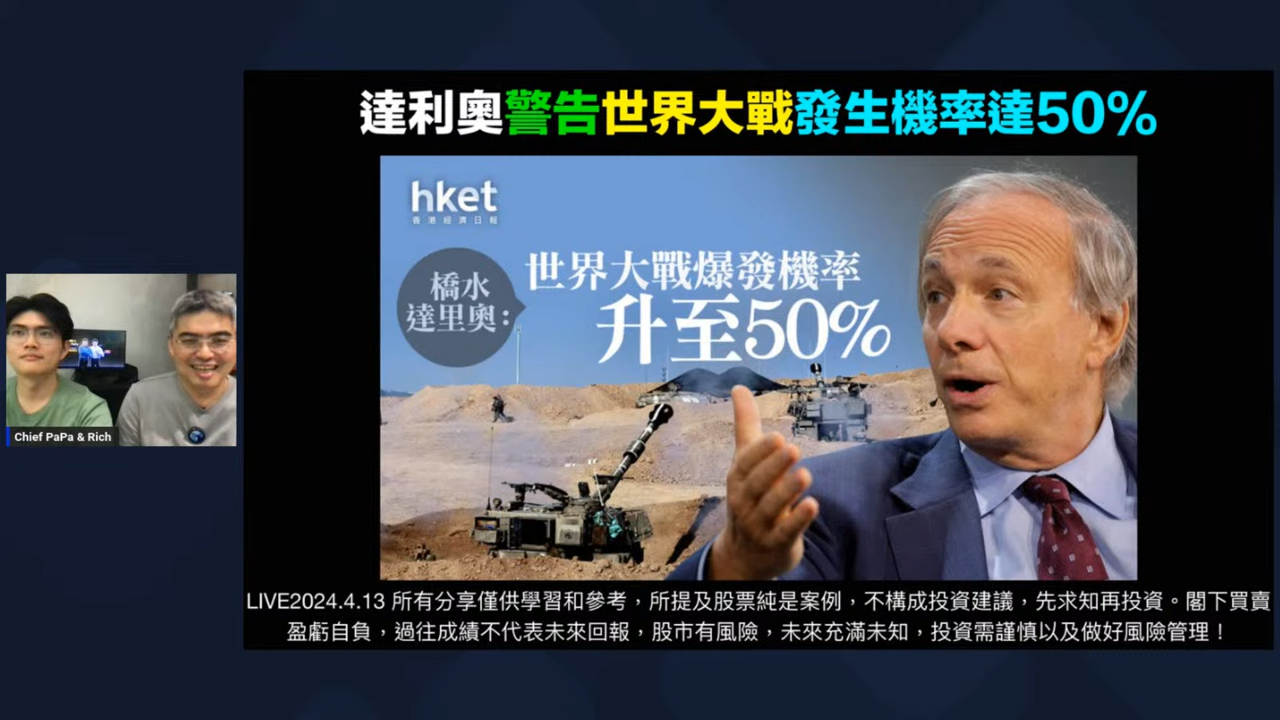 達利奧警告世界大戰發生機率達50%
hket
香港經濟日報
橋水
達里奧：
世界大戰爆發機率
升至50%
Chief PaPa & Rich
LIVE2024.4.13 所有分享僅供學習和參考，所提及股票純是案例，不構成投資建議，先求知再投資。閣下買賣
盈虧自負，過往成績不代表未來回報，股市有風險，未來充滿未知，投資需謹慎以及做好風險管理！